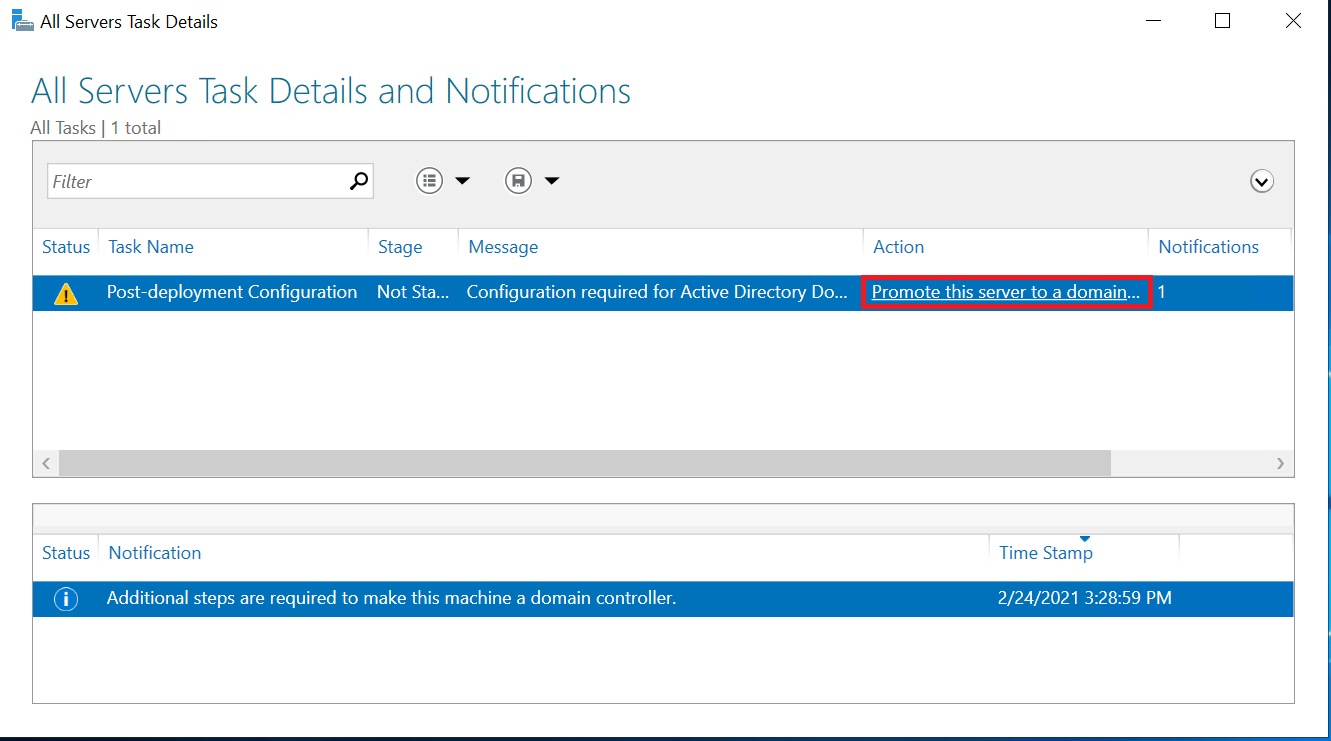 All Servers Task Details
All Servers Task Details and Notifications
All Tasks | 1 total
Filter
Status Task Name Stage Message Action Notifications
Post-deployment Configuration Not Sta... Configuration required for Active Directory Do... Promote this server to a domain... 1
Status Notification Time Stamp
Additional steps are required to make this machine a domain controller. 2/24/2021 3:28:59 PM